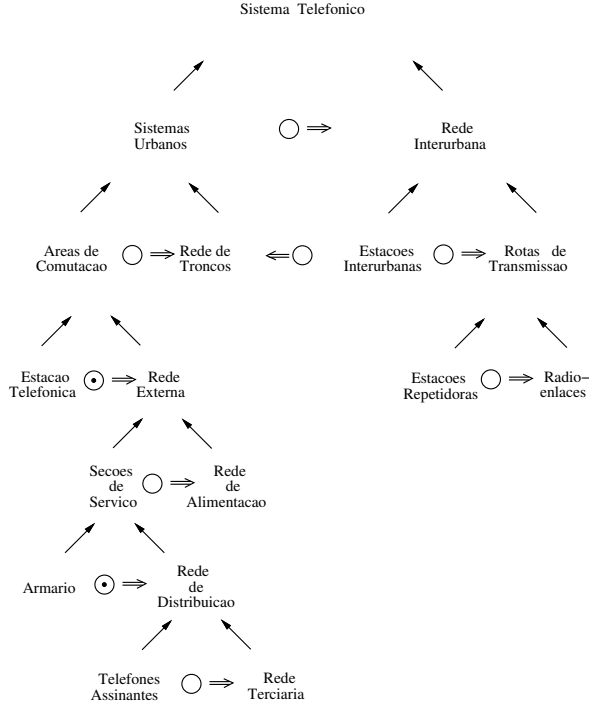 Sistema Telefonico
Sistemas
Urbanos
Rede
Interurbana
Areas de
Comutacao
Rede de
Troncos
Estacoes
Interurbanas
Rotas de
Transmissao
Estacao
Telefonica
Rede
Externa
Estacoes
Repetidoras
Radio-
enlaces
Secoes
de
Servico
Rede
de
Alimentacao
Armario
Rede
de
Distribuicao
Telefones
Assinantes
Rede
Terciaria